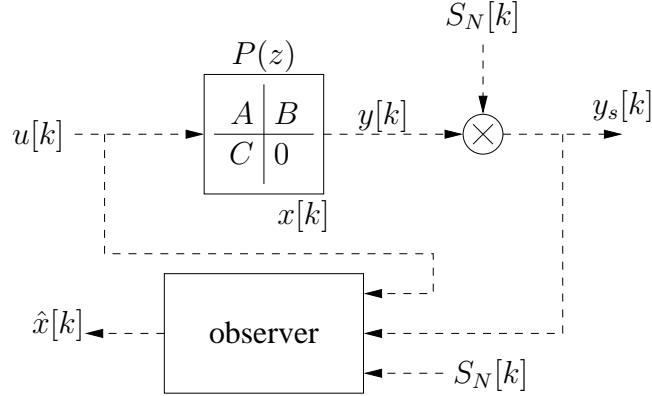 S_N[k]
P(z)
A B
C 0
u[k]
y[k]
×
y_s[k]
x[k]
observer
x̂[k]
S_N[k]